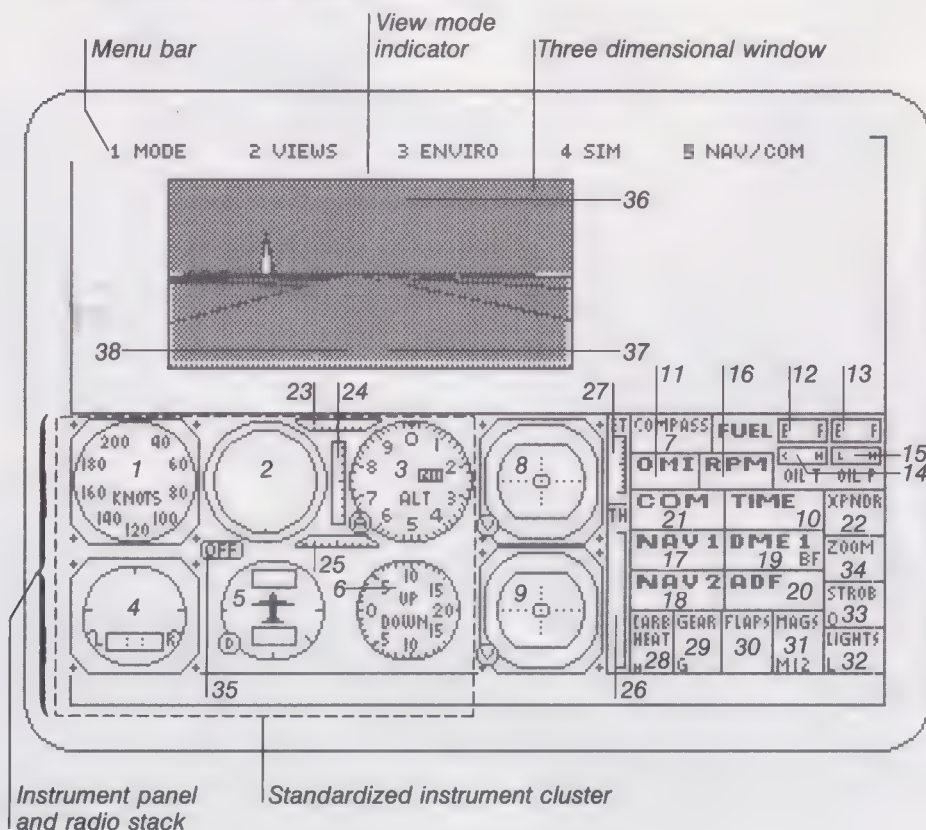 View mode
indicator
Menu bar
Three dimensional window
1 MODE 2 VIEWS 3 ENVIRO 4 SIM 5 NAV/COM
36
38 37
23 24 27 11 16 12 13
200 40
180 1 60
160 KNOTS 80
140 100
120
2
0
9 1
8 3 2
7 ALT 3
6 4
5
A
8
V
COMPASS
7
FUEL E F E F
H L H 15
14
OIL T OIL P
OMI RPM
COM TIME XPNDR
21 10 22
NAV 1 DME 1 ZOOM
17 19 BF 34
NAV 2 ADF STROB
18 20 O 33
CARB GEAR FLAPS MAGS LIGHTS
HEAT 29 30 31 L 32
H 28 G M12
TH
OFF
25
4
L R
5
D
6
10
5 UP 15
0 20
DOWN
5 15
10
9
V
35 26
Instrument panel
and radio stack
Standardized instrument cluster